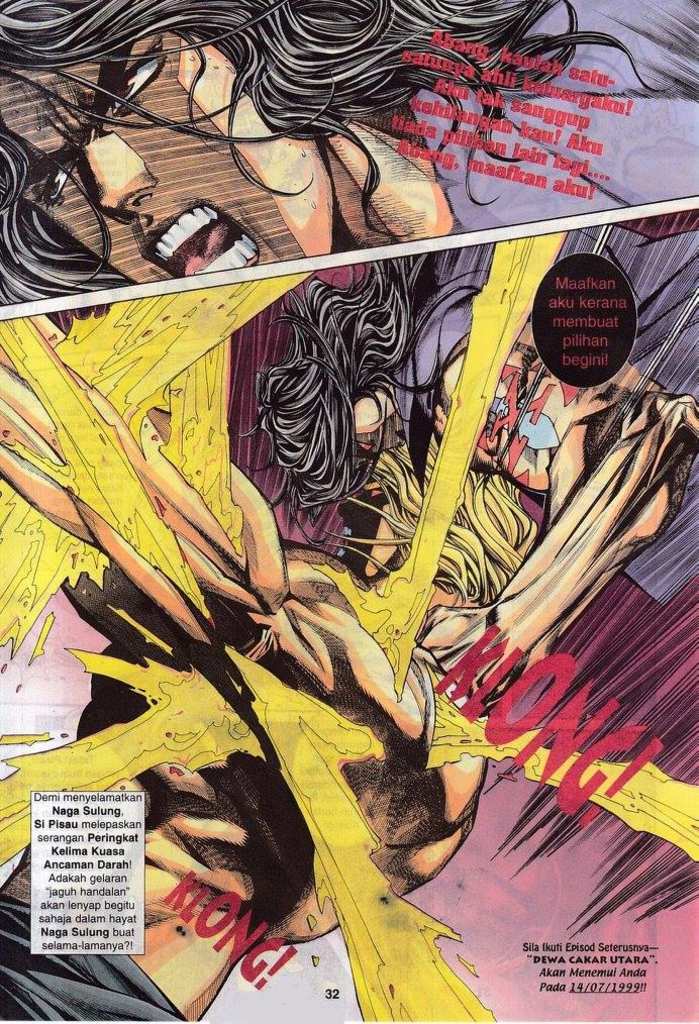 Abang, kaulah satu-
satunya ahli keluargaku!
Aku tak sanggup
kehilangan kau! Aku
tiada pilihan lain lagi....
Abang, maafkan aku!
Maafkan
aku kerana
membuat
pilihan
begini!
KLONG!
KLONG!
Demi menyelamatkan
Naga Sulung,
Si Pisau melepaskan
serangan Peringkat
Kelima Kuasa
Ancaman Darah!
Adakah gelaran
"jaguh handalan"
akan lenyap begitu
sahaja dalam hayat
Naga Sulung buat
selama-lamanya?!
Sila Ikuti Episod Seterusnya—
"DEWA CAKAR UTARA".
Akan Menemui Anda
Pada 14/07/1999!!
32